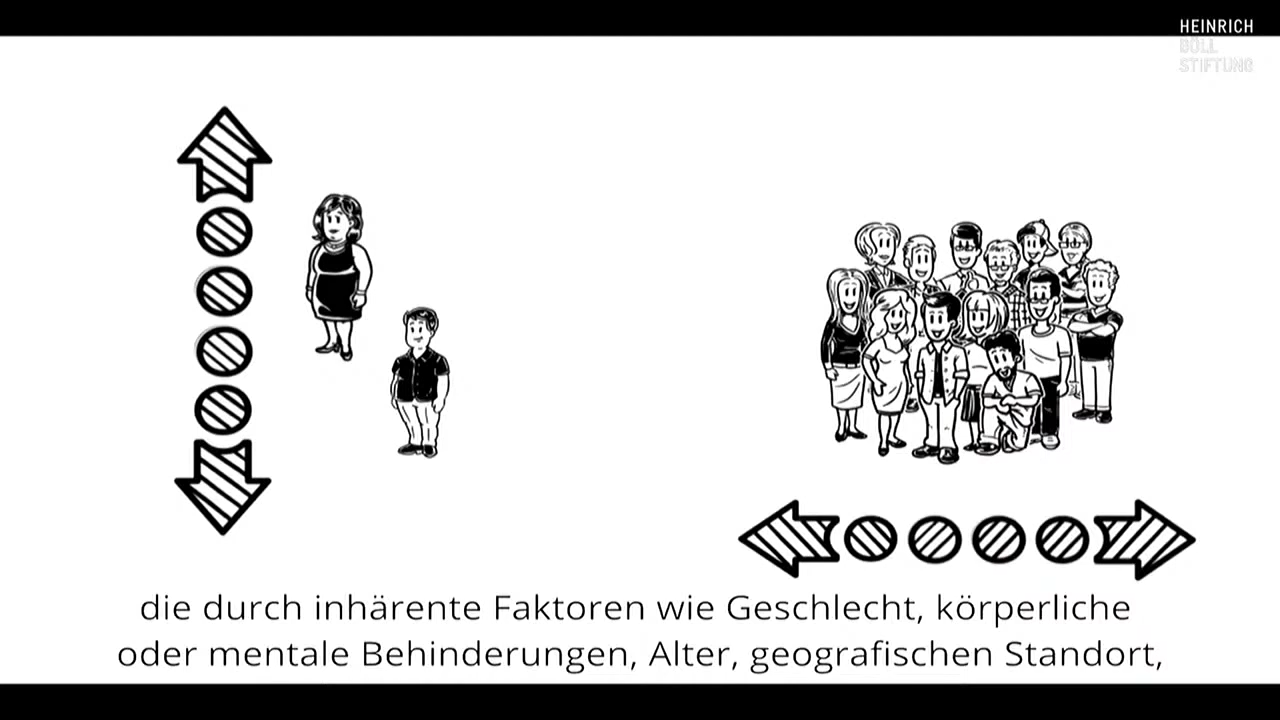 HEINRICH
BÖLL
STIFTUNG
die durch inhärente Faktoren wie Geschlecht, körperliche
oder mentale Behinderungen, Alter, geografischen Standort,